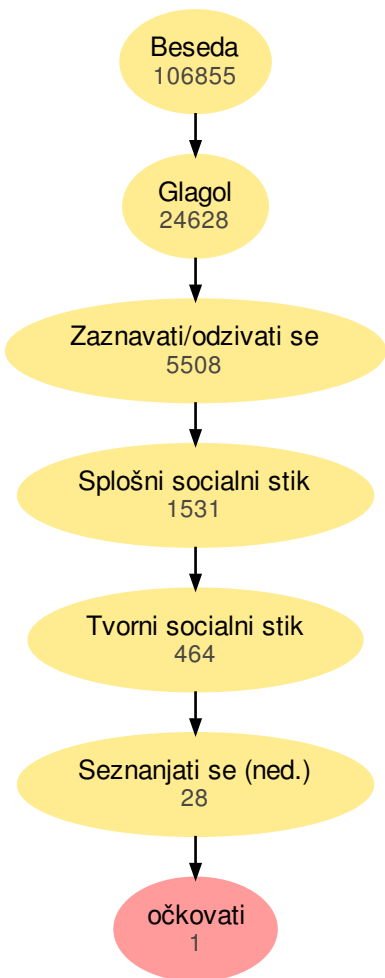 Beseda
106855
Glagol
24628
Zaznavati/odzivati se
5508
Splošni socialni stik
1531
Tvorni socialni stik
464
Seznanjati se (ned.)
28
očkovati
1